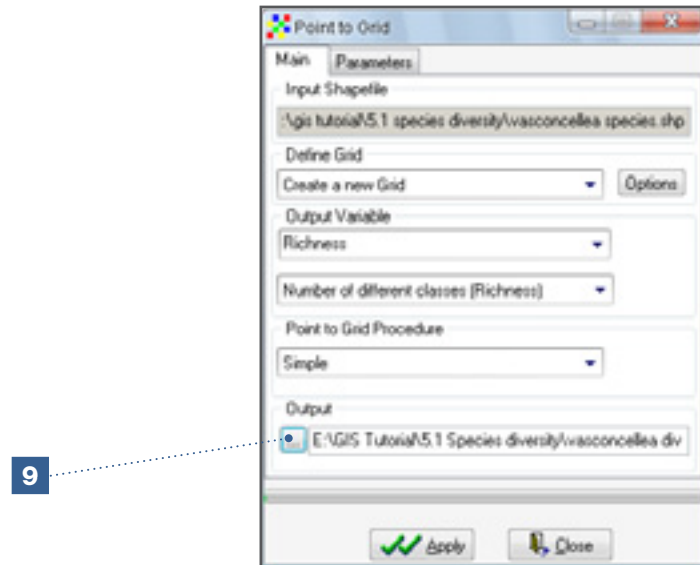 Point to Grid
Main Parameters
Input Shapefile
:\gis tutorial\5.1 species diversity\vasconcellea species.shp
Define Grid
Create a new Grid Options
Output Variable
Richness
Number of different classes (Richness)
Point to Grid Procedure
Simple
Output
... E:\GIS Tutorial\5.1 Species diversity\vasconcellea div
9
Apply Close